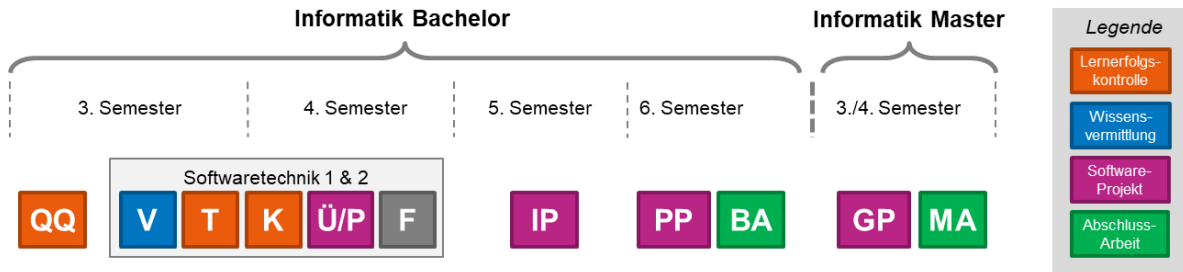 Informatik Bachelor
Informatik Master
3. Semester
4. Semester
5. Semester
6. Semester
3./4. Semester
Softwaretechnik 1 & 2
QQ
V
T
K
Ü/P
F
IP
PP
BA
GP
MA
Legende
Lernerfolgs-
kontrolle
Wissens-
vermittlung
Software-
Projekt
Abschluss-
Arbeit